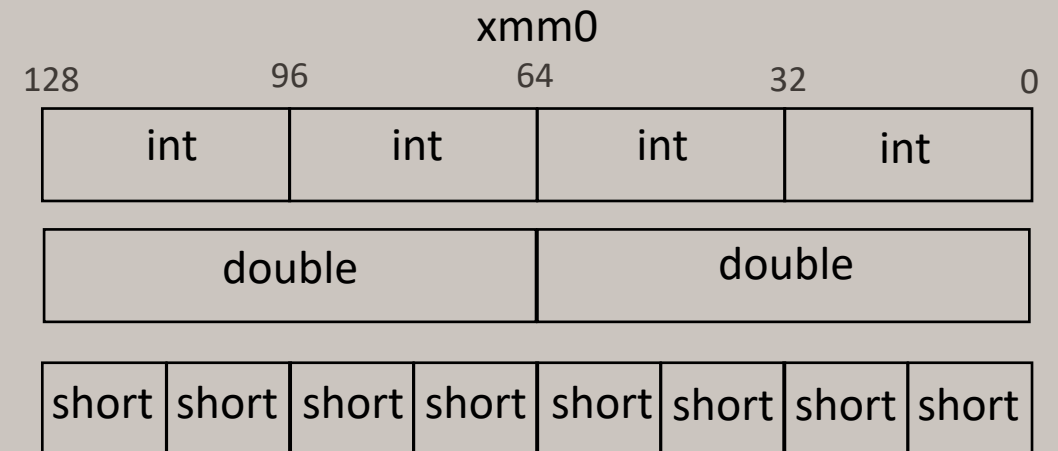 xmm0
128 96 64 32 0
int int int int
double double
short short short short short short short short